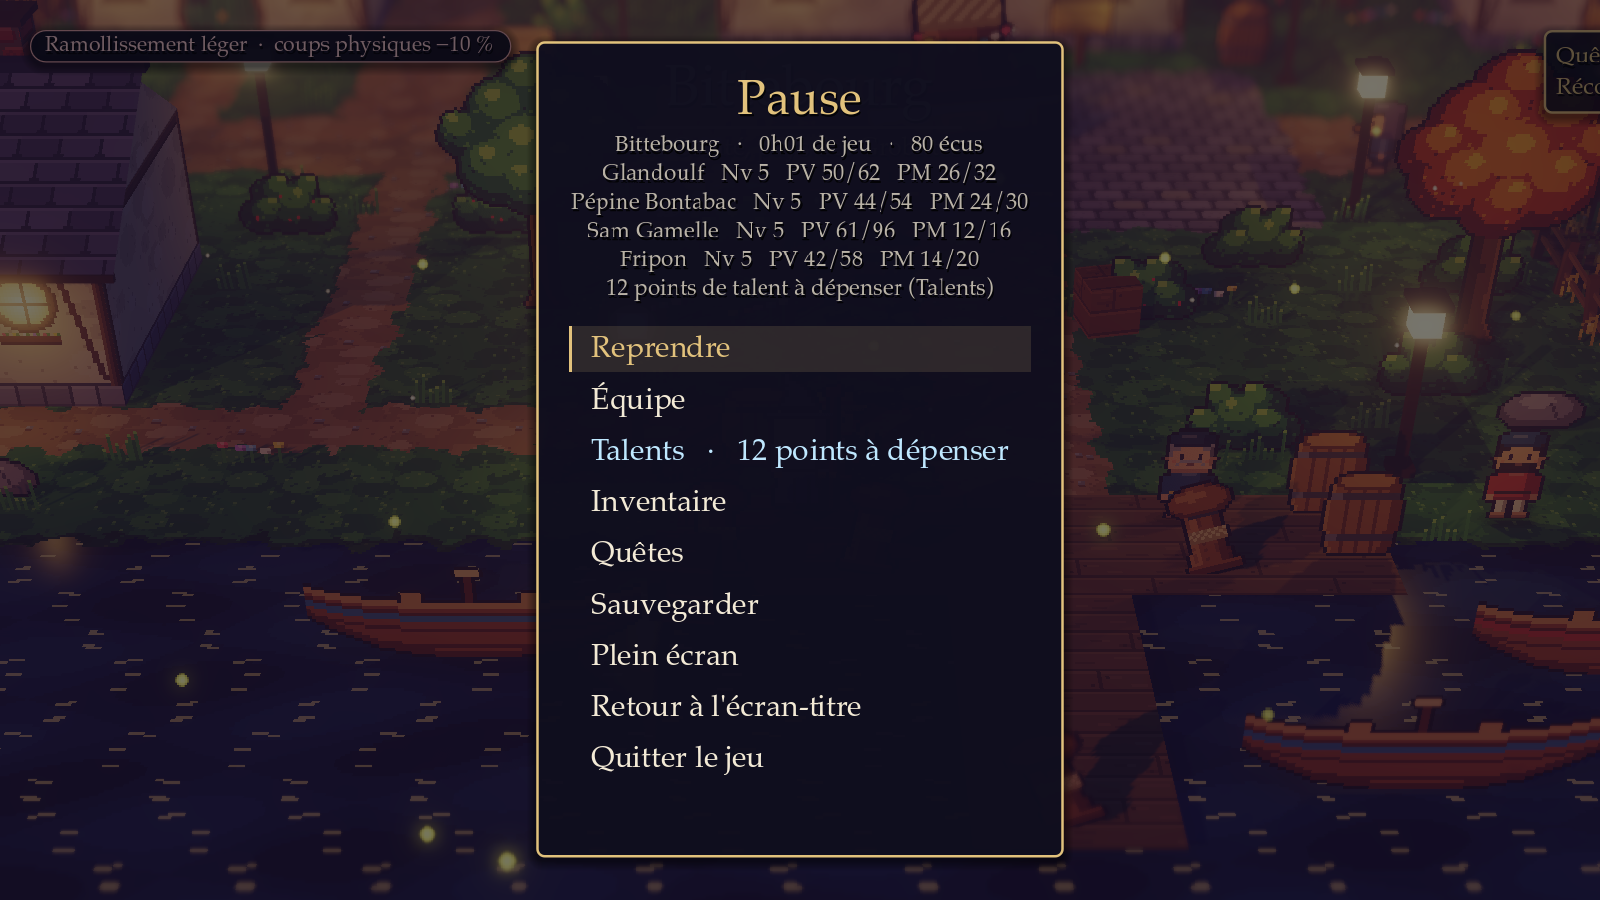 Ramollissement léger · coups physiques −10 %
Quê
Réco
Bittebourg
Pause
Bittebourg · 0h01 de jeu · 80 écus
Glandoulf Nv 5 PV 50/62 PM 26/32
Pépine Bontabac Nv 5 PV 44/54 PM 24/30
Sam Gamelle Nv 5 PV 61/96 PM 12/16
Fripon Nv 5 PV 42/58 PM 14/20
12 points de talent à dépenser (Talents)
Reprendre
Équipe
Talents · 12 points à dépenser
Inventaire
Quêtes
Sauvegarder
Plein écran
Retour à l'écran-titre
Quitter le jeu